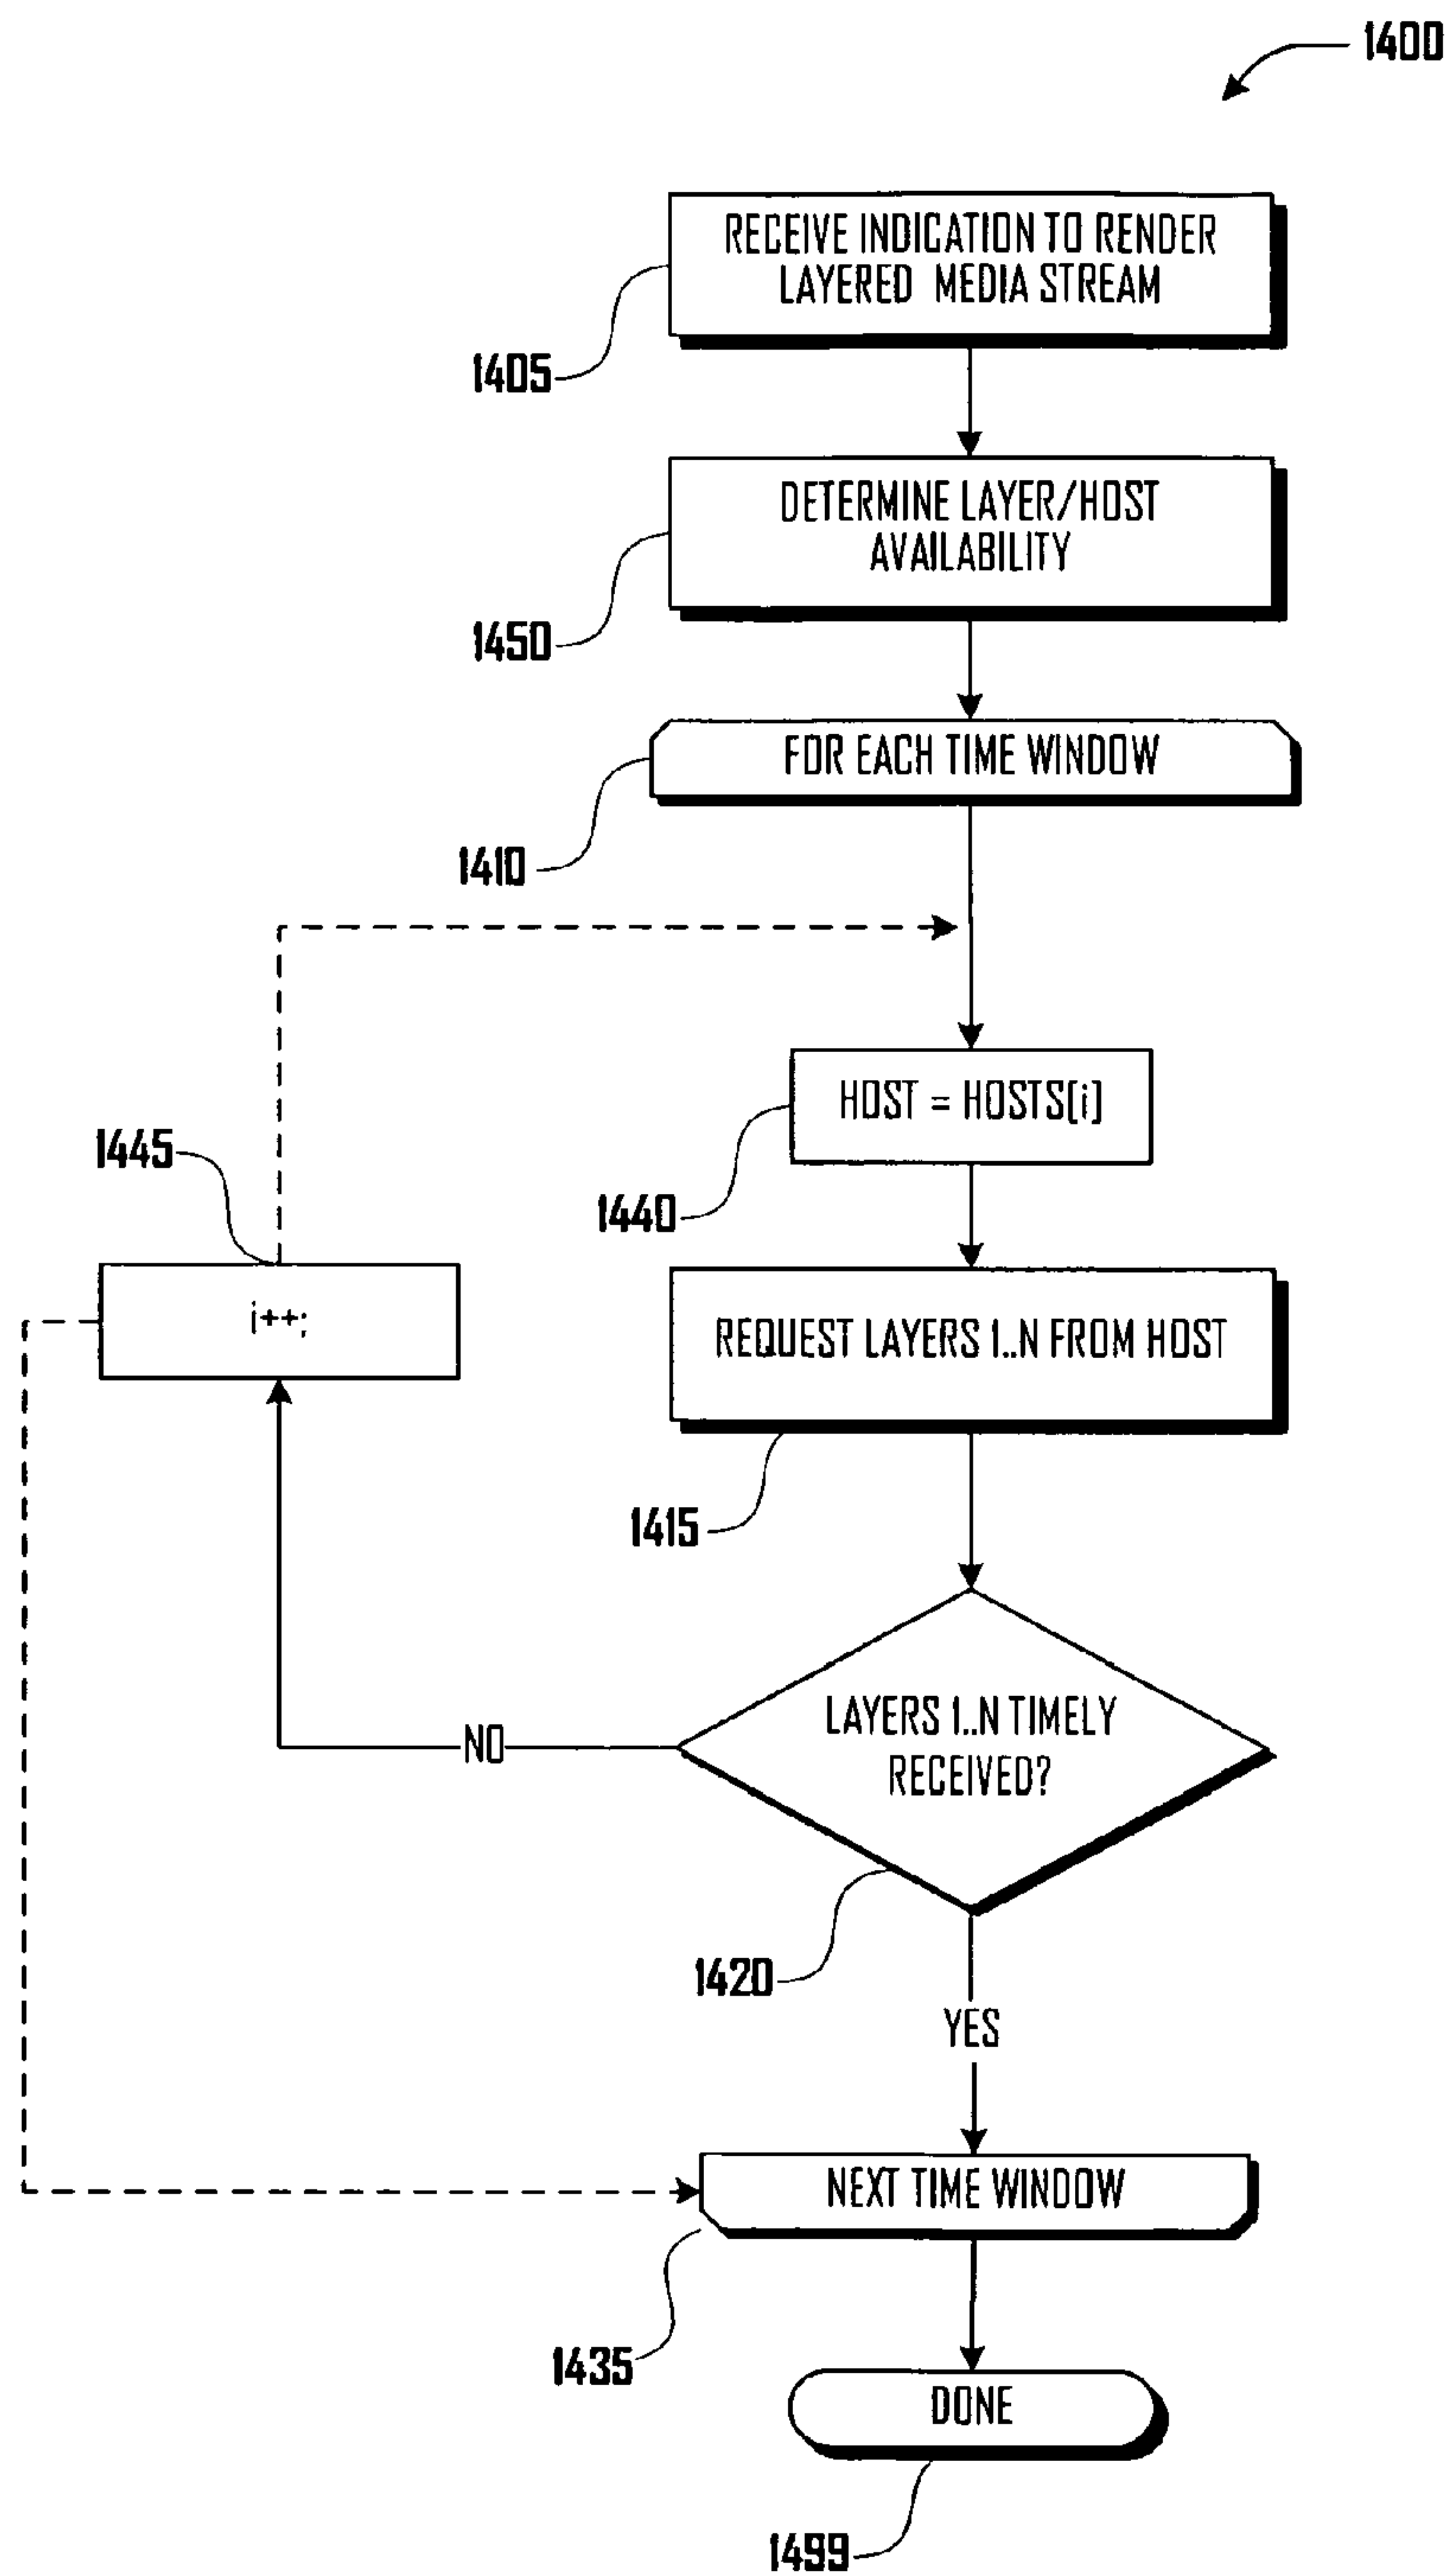 1400
RECEIVE INDICATION TO RENDER
LAYERED MEDIA STREAM
1405
DETERMINE LAYER/HOST
AVAILABILITY
1450
FOR EACH TIME WINDOW
1410
HOST = HOSTS[i]
1445
1440
i++;
REQUEST LAYERS 1..N FROM HOST
1415
LAYERS 1..N TIMELY
NO
RECEIVED?
1420
YES
NEXT TIME WINDOW
1435
DONE
1499